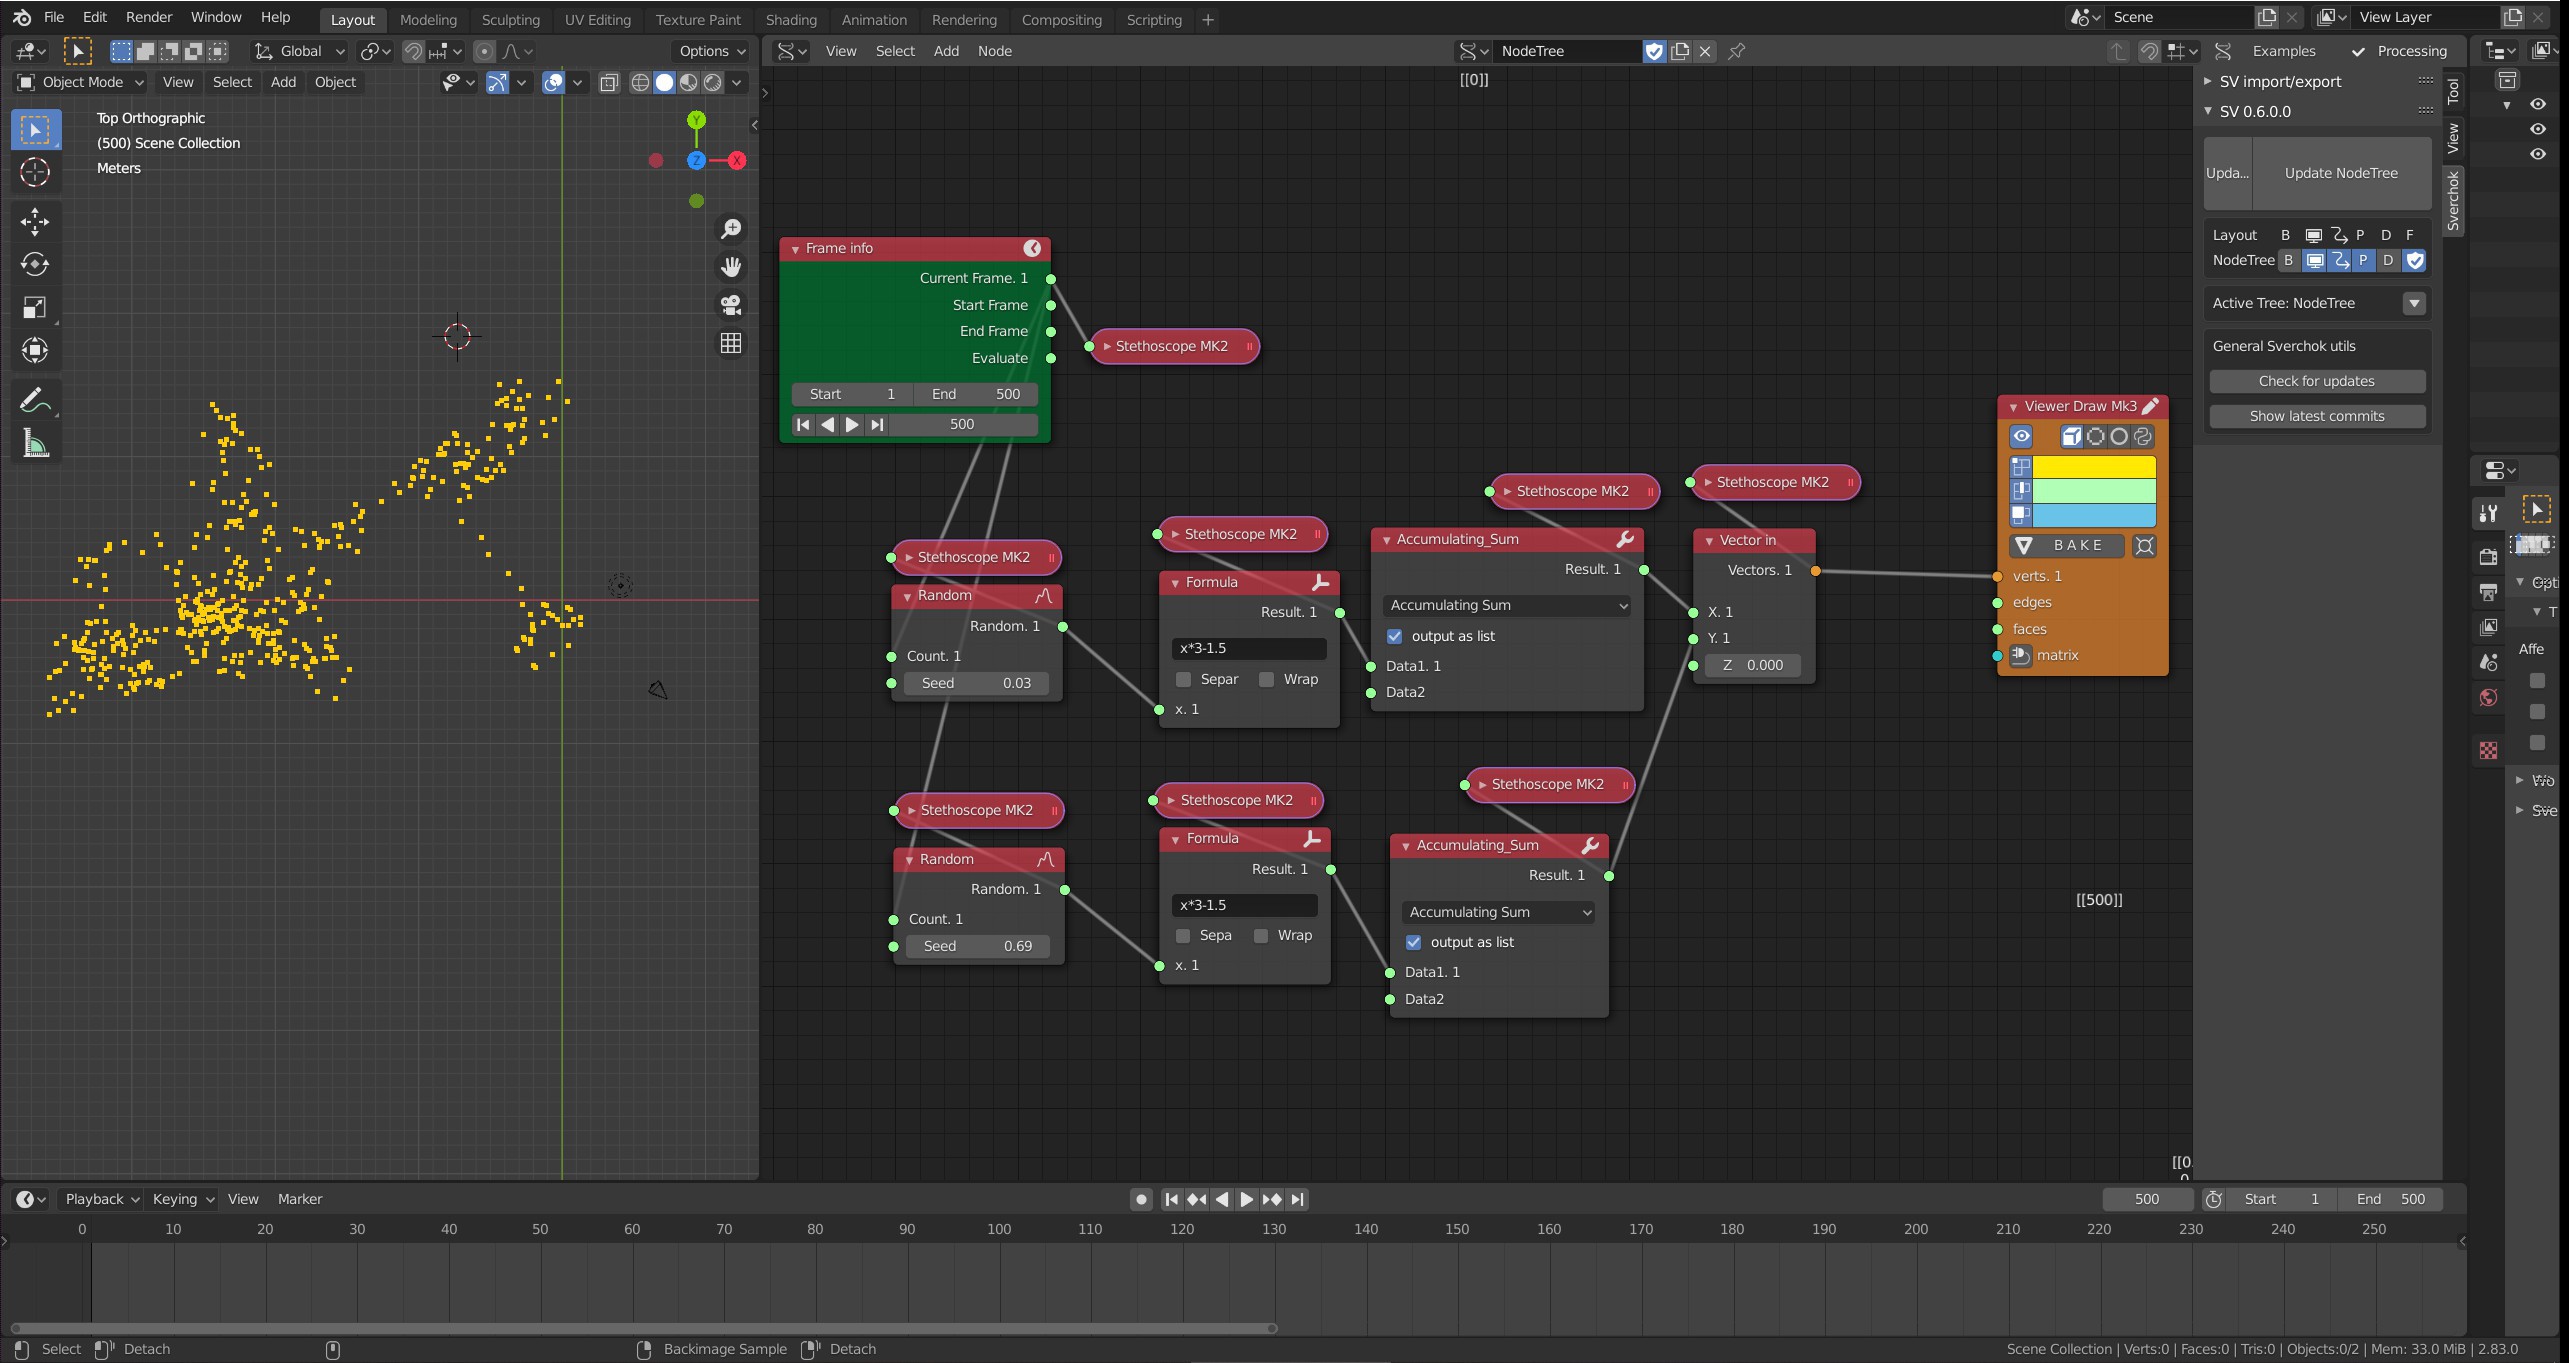 File Edit Render Window Help Layout Modeling Sculpting UV Editing Texture Paint Shading Animation Rendering Compositing Scripting + Scene View Layer
Global Options View Select Add Node NodeTree Examples Processing
Object Mode View Select Add Object
Top Orthographic
(500) Scene Collection
Meters
Y
Z
X
[[0]]
Frame info
Current Frame. 1
Start Frame
End Frame
Evaluate
Start 1 End 500
500
Stethoscope MK2
Stethoscope MK2
Random
Random. 1
Count. 1
Seed 0.03
Stethoscope MK2
Formula
Result. 1
x*3-1.5
Separ Wrap
x. 1
Stethoscope MK2
Accumulating_Sum
Result. 1
Accumulating Sum
output as list
Data1. 1
Data2
Stethoscope MK2
Vector in
Vectors. 1
X. 1
Y. 1
Z 0.000
Viewer Draw Mk3
BAKE
verts. 1
edges
faces
matrix
Stethoscope MK2
Random
Random. 1
Count. 1
Seed 0.69
Stethoscope MK2
Formula
Result. 1
x*3-1.5
Sepa Wrap
x. 1
Stethoscope MK2
Accumulating_Sum
Result. 1
Accumulating Sum
output as list
Data1. 1
Data2
[[500]]
[[0.
SV import/export
SV 0.6.0.0
Upda... Update NodeTree
Layout B P D F
NodeTree B P D
Active Tree: NodeTree
General Sverchok utils
Check for updates
Show latest commits
Tool
View
Sverchok
T
Affe
Wo
Sve
Playback Keying View Marker 500 Start 1 End 500
0 10 20 30 40 50 60 70 80 90 100 110 120 130 140 150 160 170 180 190 200 210 220 230 240 250
Select Detach Backimage Sample Detach Scene Collection | Verts:0 | Faces:0 | Tris:0 | Objects:0/2 | Mem: 33.0 MiB | 2.83.0